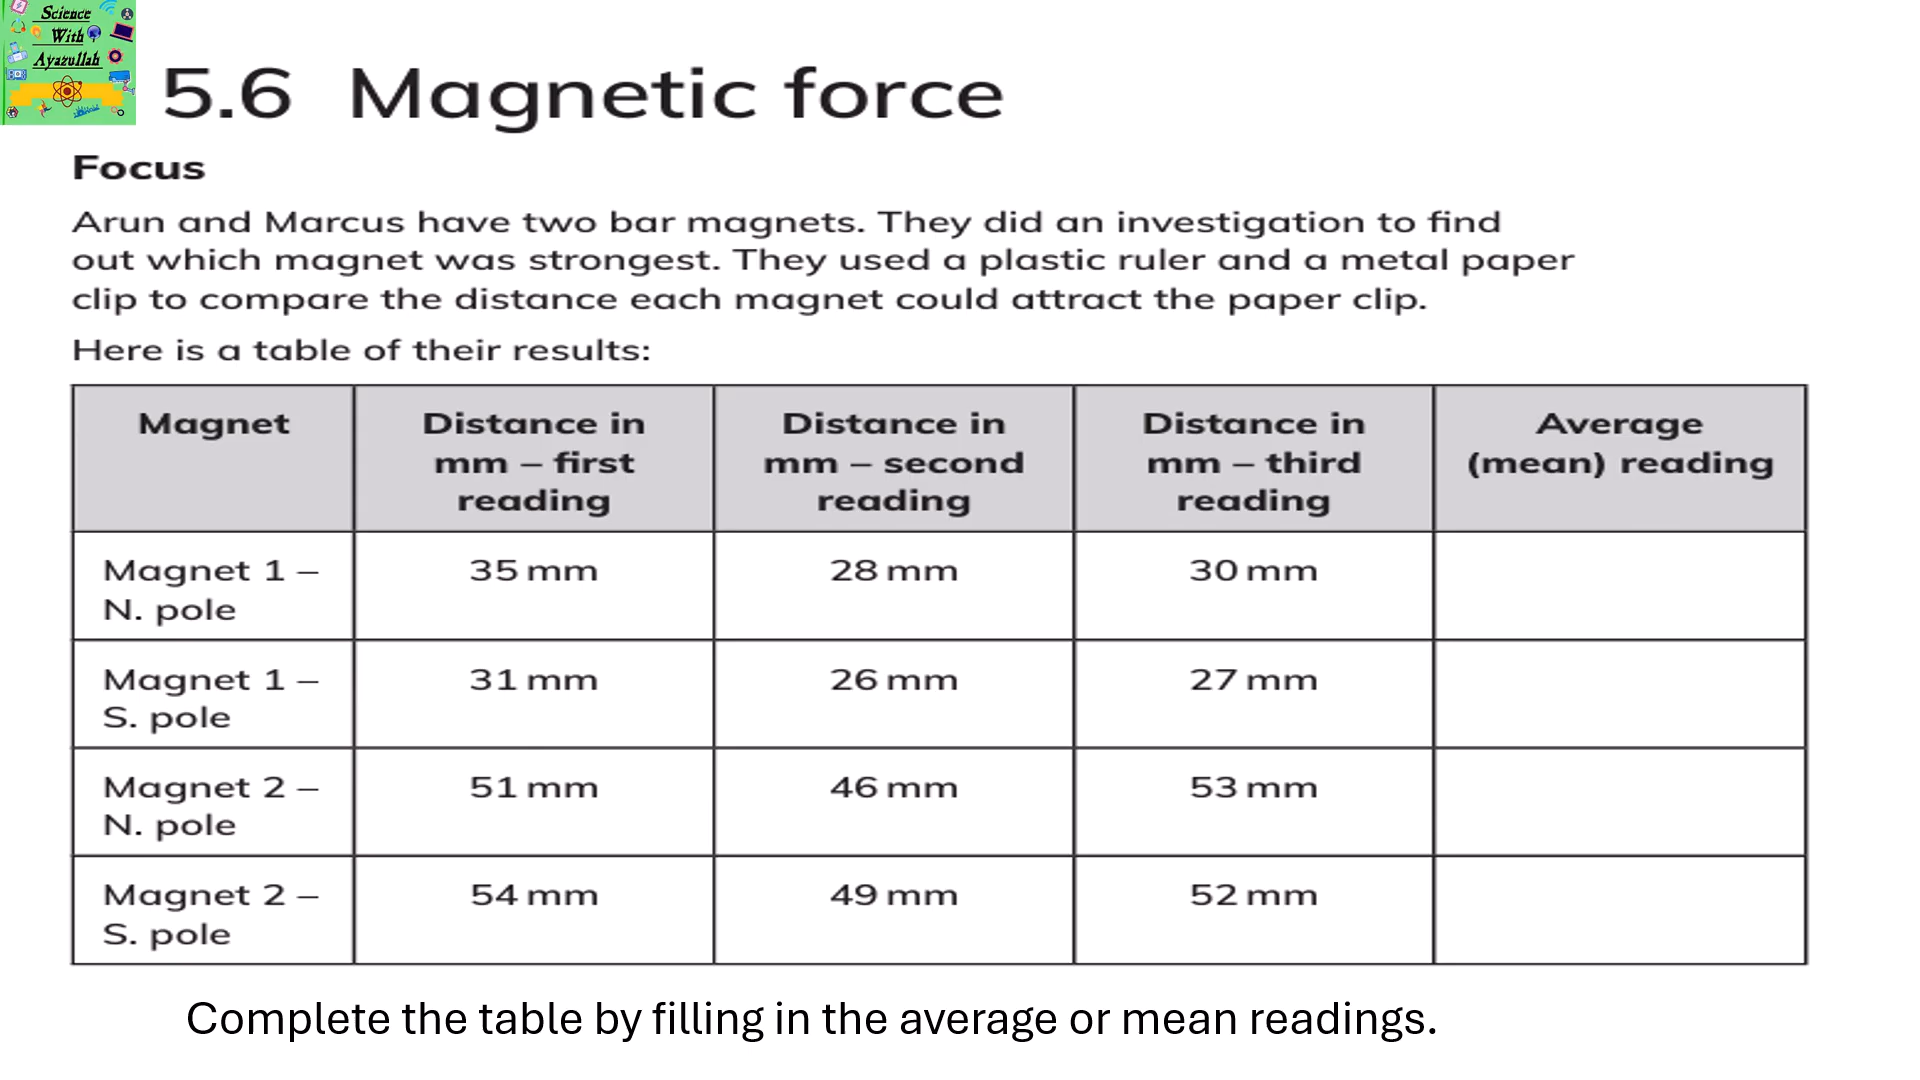 Science
With
Ayazullah
5.6 Magnetic force
Focus
Arun and Marcus have two bar magnets. They did an investigation to find
out which magnet was strongest. They used a plastic ruler and a metal paper
clip to compare the distance each magnet could attract the paper clip.
Here is a table of their results:
Magnet
Distance in
mm – first
reading
Distance in
mm – second
reading
Distance in
mm – third
reading
Average
(mean) reading
Magnet 1 –
N. pole
35 mm
28 mm
30 mm
Magnet 1 –
S. pole
31 mm
26 mm
27 mm
Magnet 2 –
N. pole
51 mm
46 mm
53 mm
Magnet 2 –
S. pole
54 mm
49 mm
52 mm
Complete the table by filling in the average or mean readings.